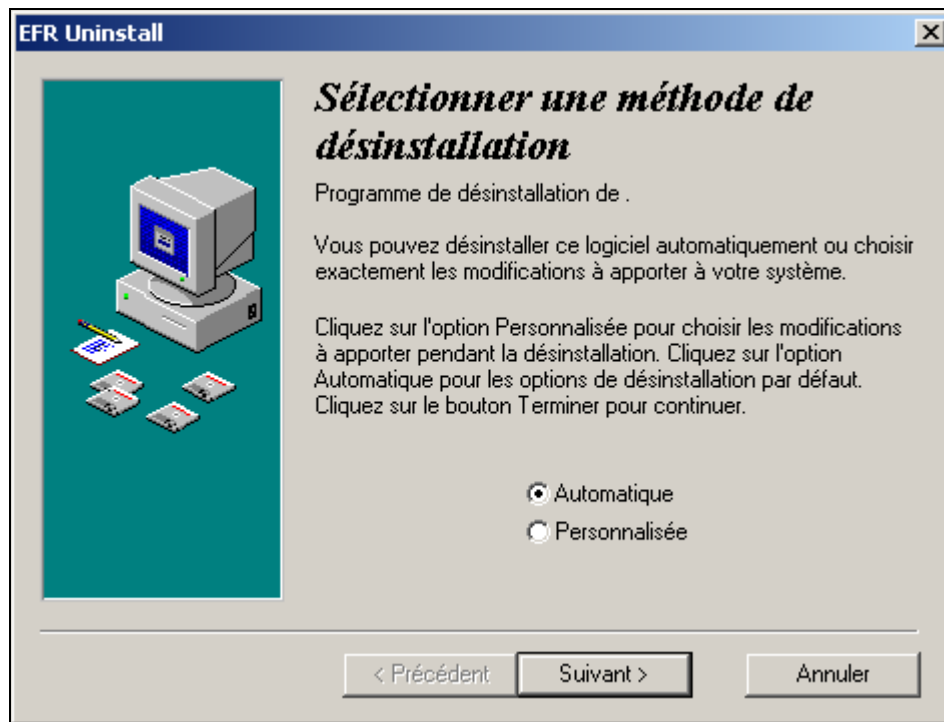 EFR Uninstall
Sélectionner une méthode de
désinstallation
Programme de désinstallation de .
Vous pouvez désinstaller ce logiciel automatiquement ou choisir
exactement les modifications à apporter à votre système.
Cliquez sur l'option Personnalisée pour choisir les modifications
à apporter pendant la désinstallation. Cliquez sur l'option
Automatique pour les options de désinstallation par défaut.
Cliquez sur le bouton Terminer pour continuer.
Automatique
Personnalisée
< Précédent
Suivant >
Annuler